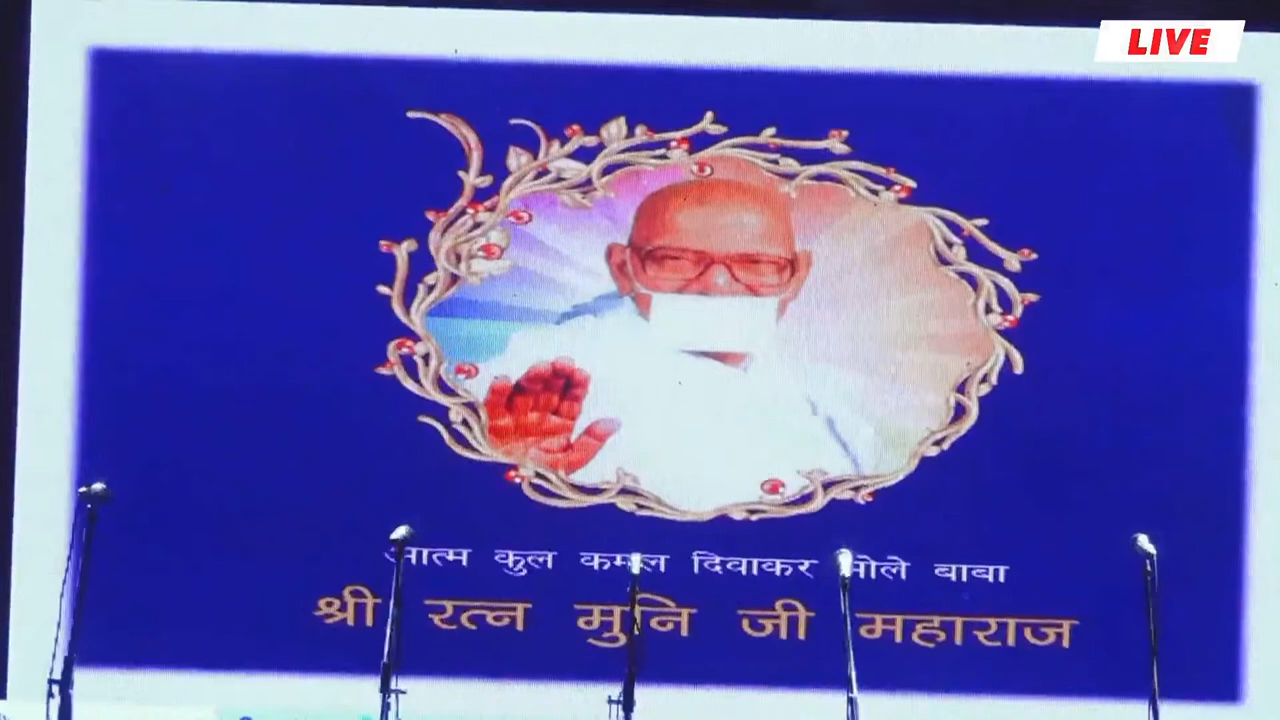 LIVE
आत्म कुल कमल दिवाकर भोले बाबा
श्री रत्न मुनि जी महाराज